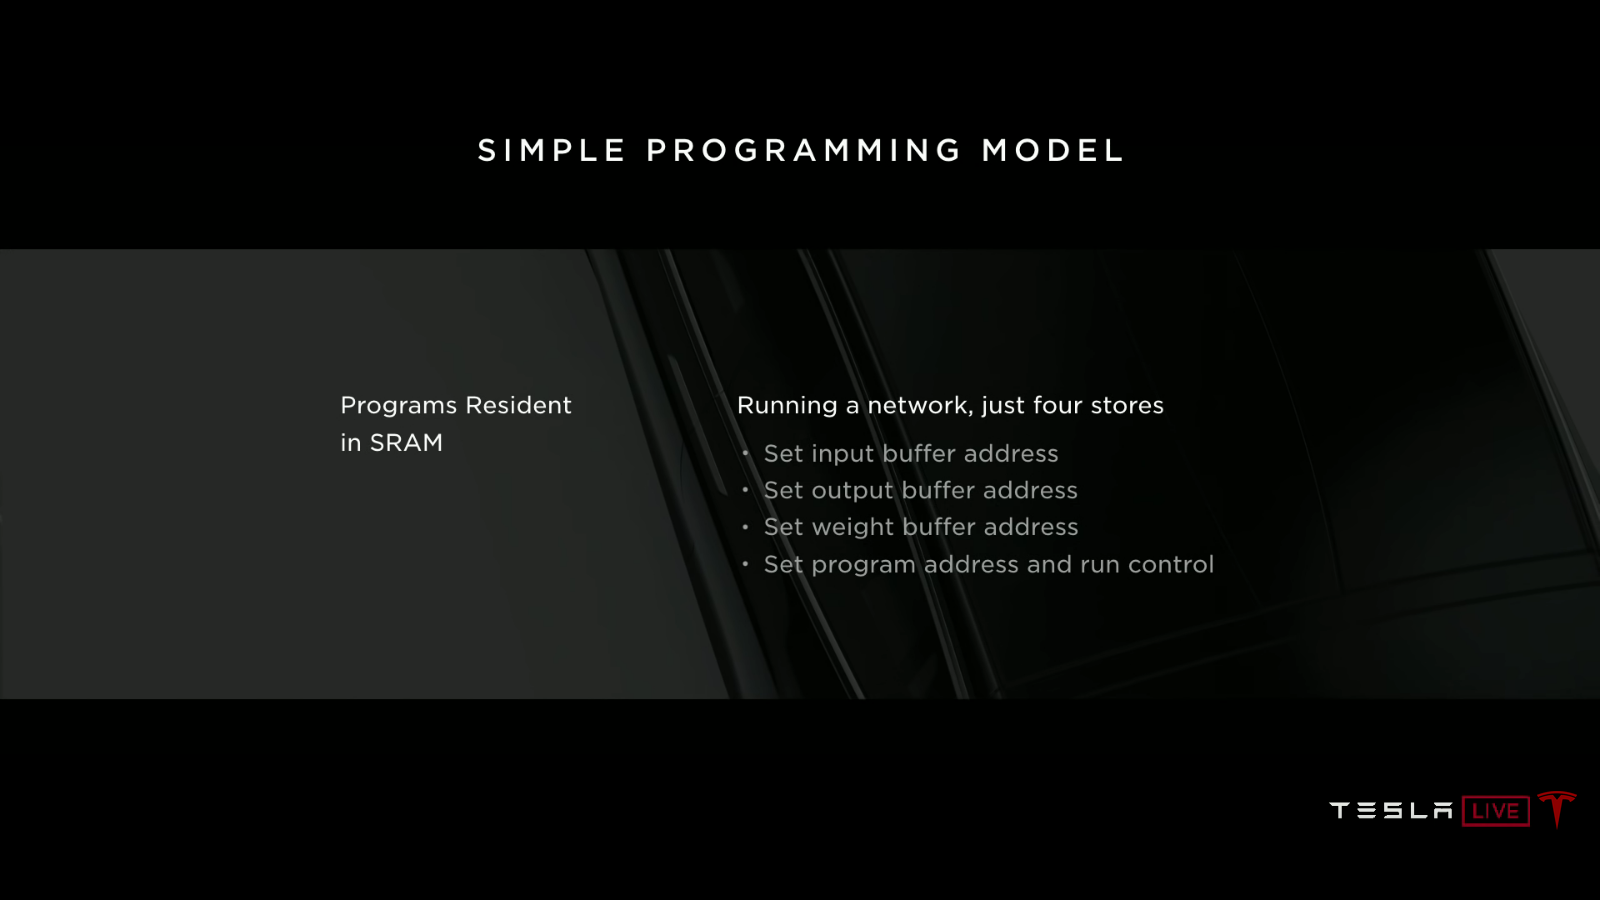 SIMPLE PROGRAMMING MODEL
Programs Resident
in SRAM
Running a network, just four stores
• Set input buffer address
• Set output buffer address
• Set weight buffer address
• Set program address and run control
TESLA LIVE